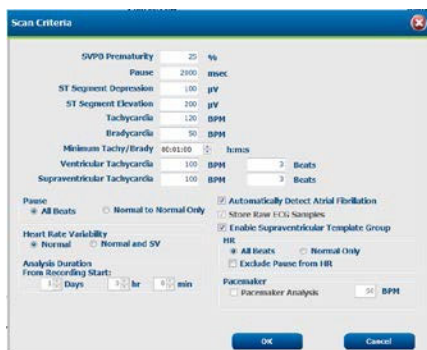 Scan Criteria
SVPB Prematurity 25 %
Pause 2000 msec
ST Segment Depression 100 µV
ST Segment Elevation 200 µV
Tachycardia 120 BPM
Bradycardia 50 BPM
Minimum Tachy/Brady 00:01:00 h:m:s
Ventricular Tachycardia 100 BPM 3 Beats
Supraventricular Tachycardia 100 BPM 3 Beats
Pause
All Beats Normal to Normal Only
Heart Rate Variability
Normal Normal and SV
Analysis Duration
From Recording Start:
Days hr min
Automatically Detect Atrial Fibrillation
Store Raw ECG Samples
Enable Supraventricular Template Group
HR
All Beats Normal Only
Exclude Pause from HR
Pacemaker
Pacemaker Analysis 50 BPM
OK Cancel